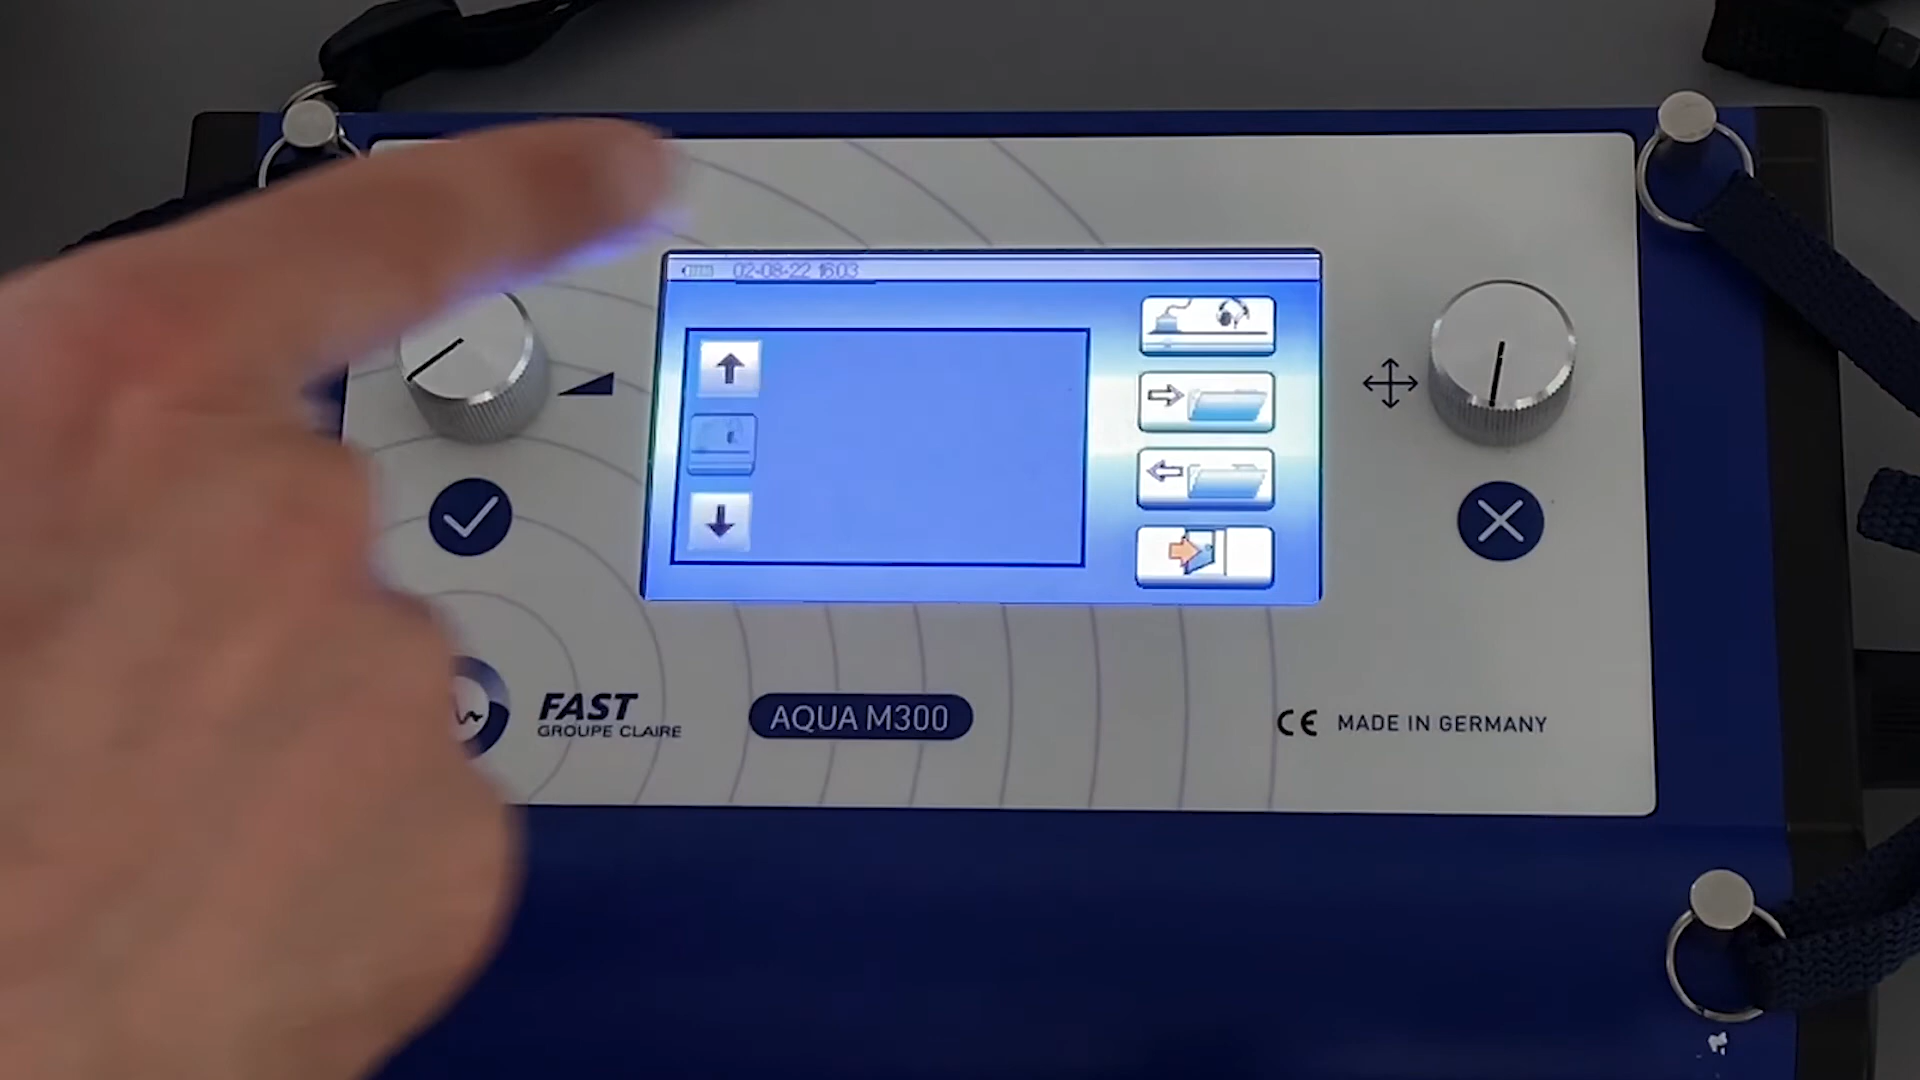 02-08-22 16:03
FAST
GROUPE CLAIRE
AQUA M300
CE MADE IN GERMANY